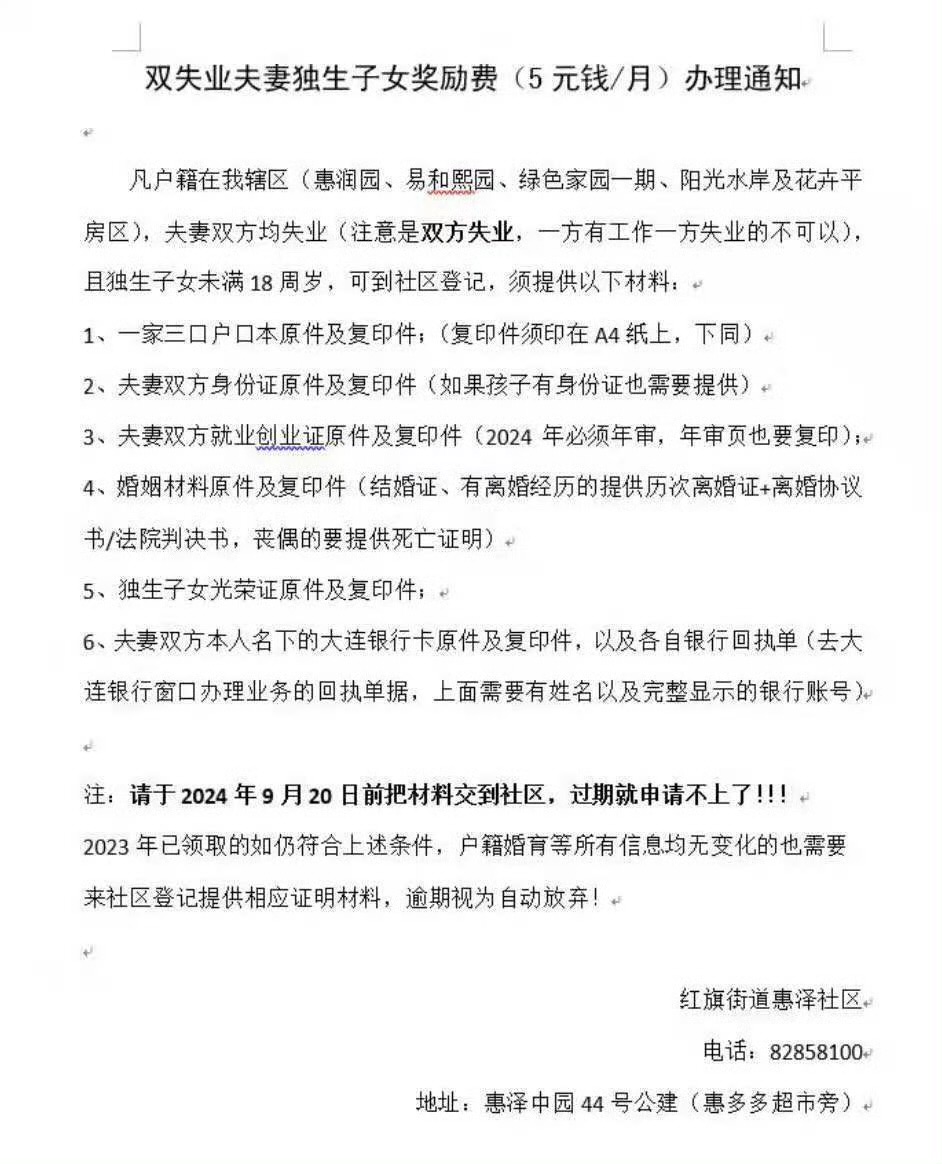 双失业夫妻独生子女奖励费（5 元钱/月）办理通知
凡户籍在我辖区（惠润园、易和熙园、绿色家园一期、阳光水岸及花卉平
房区），夫妻双方均失业（注意是双方失业，一方有工作一方失业的不可以），
且独生子女未满 18 周岁，可到社区登记，须提供以下材料：
1、一家三口户口本原件及复印件；（复印件须印在 A4 纸上，下同）
2、夫妻双方身份证原件及复印件（如果孩子有身份证也需要提供）
3、夫妻双方就业创业证原件及复印件（2024 年必须年审，年审页也要复印）；
4、婚姻材料原件及复印件（结婚证、有离婚经历的提供历次离婚证+离婚协议
书/法院判决书，丧偶的要提供死亡证明）
5、独生子女光荣证原件及复印件；
6、夫妻双方本人名下的大连银行卡原件及复印件，以及各自银行回执单（去大
连银行窗口办理业务的回执单据，上面需要有姓名以及完整显示的银行账号）
注：请于 2024 年 9 月 20 日前把材料交到社区，过期就申请不上了！！！
2023 年已领取的如仍符合上述条件，户籍婚育等所有信息均无变化的也需要
来社区登记提供相应证明材料，逾期视为自动放弃！
红旗街道惠泽社区
电话：82858100
地址：惠泽中园 44 号公建（惠多多超市旁）